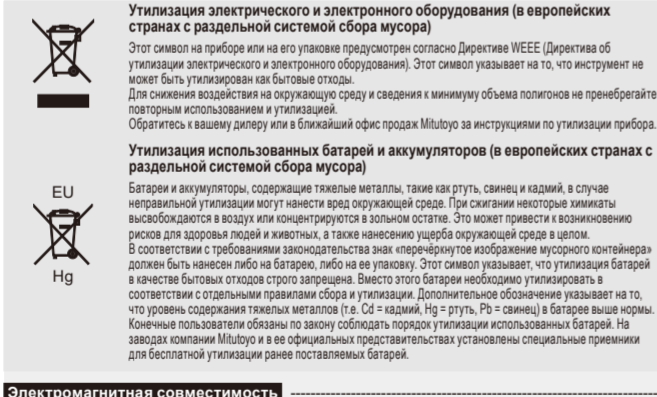 Утилизация электрического и электронного оборудования (в европейских
странах с раздельной системой сбора мусора)
Этот символ на приборе или на его упаковке предусмотрен согласно Директиве WEEE (Директива об
утилизации электрического и электронного оборудования). Этот символ указывает на то, что инструмент не
может быть утилизирован как бытовые отходы.
Для снижения воздействия на окружающую среду и сведения к минимуму объема полигонов не пренебрегайте
повторным использованием и утилизацией.
Обратитесь к вашему дилеру или в ближайший офис продаж Mitutoyo за инструкциями по утилизации прибора.
Утилизация использованных батарей и аккумуляторов (в европейских странах с
раздельной системой сбора мусора)
EU
Hg
Батареи и аккумуляторы, содержащие тяжелые металлы, такие как ртуть, свинец и кадмий, в случае
неправильной утилизации могут нанести вред окружающей среде. При сжигании некоторые химикаты
высвобождаются в воздух или концентрируются в зольном остатке. Это может привести к возникновению
рисков для здоровья людей и животных, а также нанесению ущерба окружающей среде в целом.
В соответствии с требованиями законодательства знак «перечёркнутое изображение мусорного контейнера»
должен быть нанесен либо на батарею, либо на ее упаковку. Этот символ указывает, что утилизация батарей
в качестве бытовых отходов строго запрещена. Вместо этого батареи необходимо утилизировать в
соответствии с отдельными правилами сбора и утилизации. Дополнительное обозначение указывает на то,
что уровень содержания тяжелых металлов (т.е. Cd = кадмий, Hg = ртуть, Pb = свинец) в батарее выше нормы.
Конечные пользователи обязаны по закону соблюдать порядок утилизации использованных батарей. На
заводах компании Mitutoyo и в ее официальных представительствах установлены специальные приемники
для бесплатной утилизации ранее поставляемых батарей.
Электромагнитная совместимость